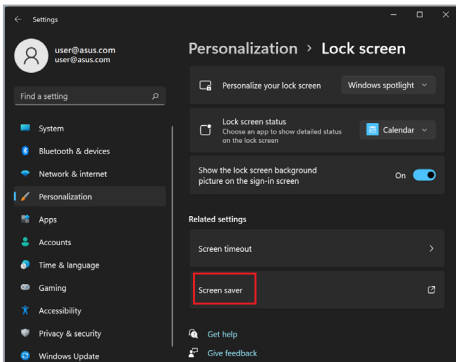 Settings
user@asus.com
user@asus.com
Find a setting
System
Bluetooth & devices
Network & internet
Personalization
Apps
Accounts
Time & language
Gaming
Accessibility
Privacy & security
Windows Update
Personalization > Lock screen
Personalize your lock screen
Windows spotlight
Lock screen status
Choose an app to show detailed status
on the lock screen
Calendar
Show the lock screen background
picture on the sign-in screen
On
Related settings
Screen timeout
Screen saver
Get help
Give feedback